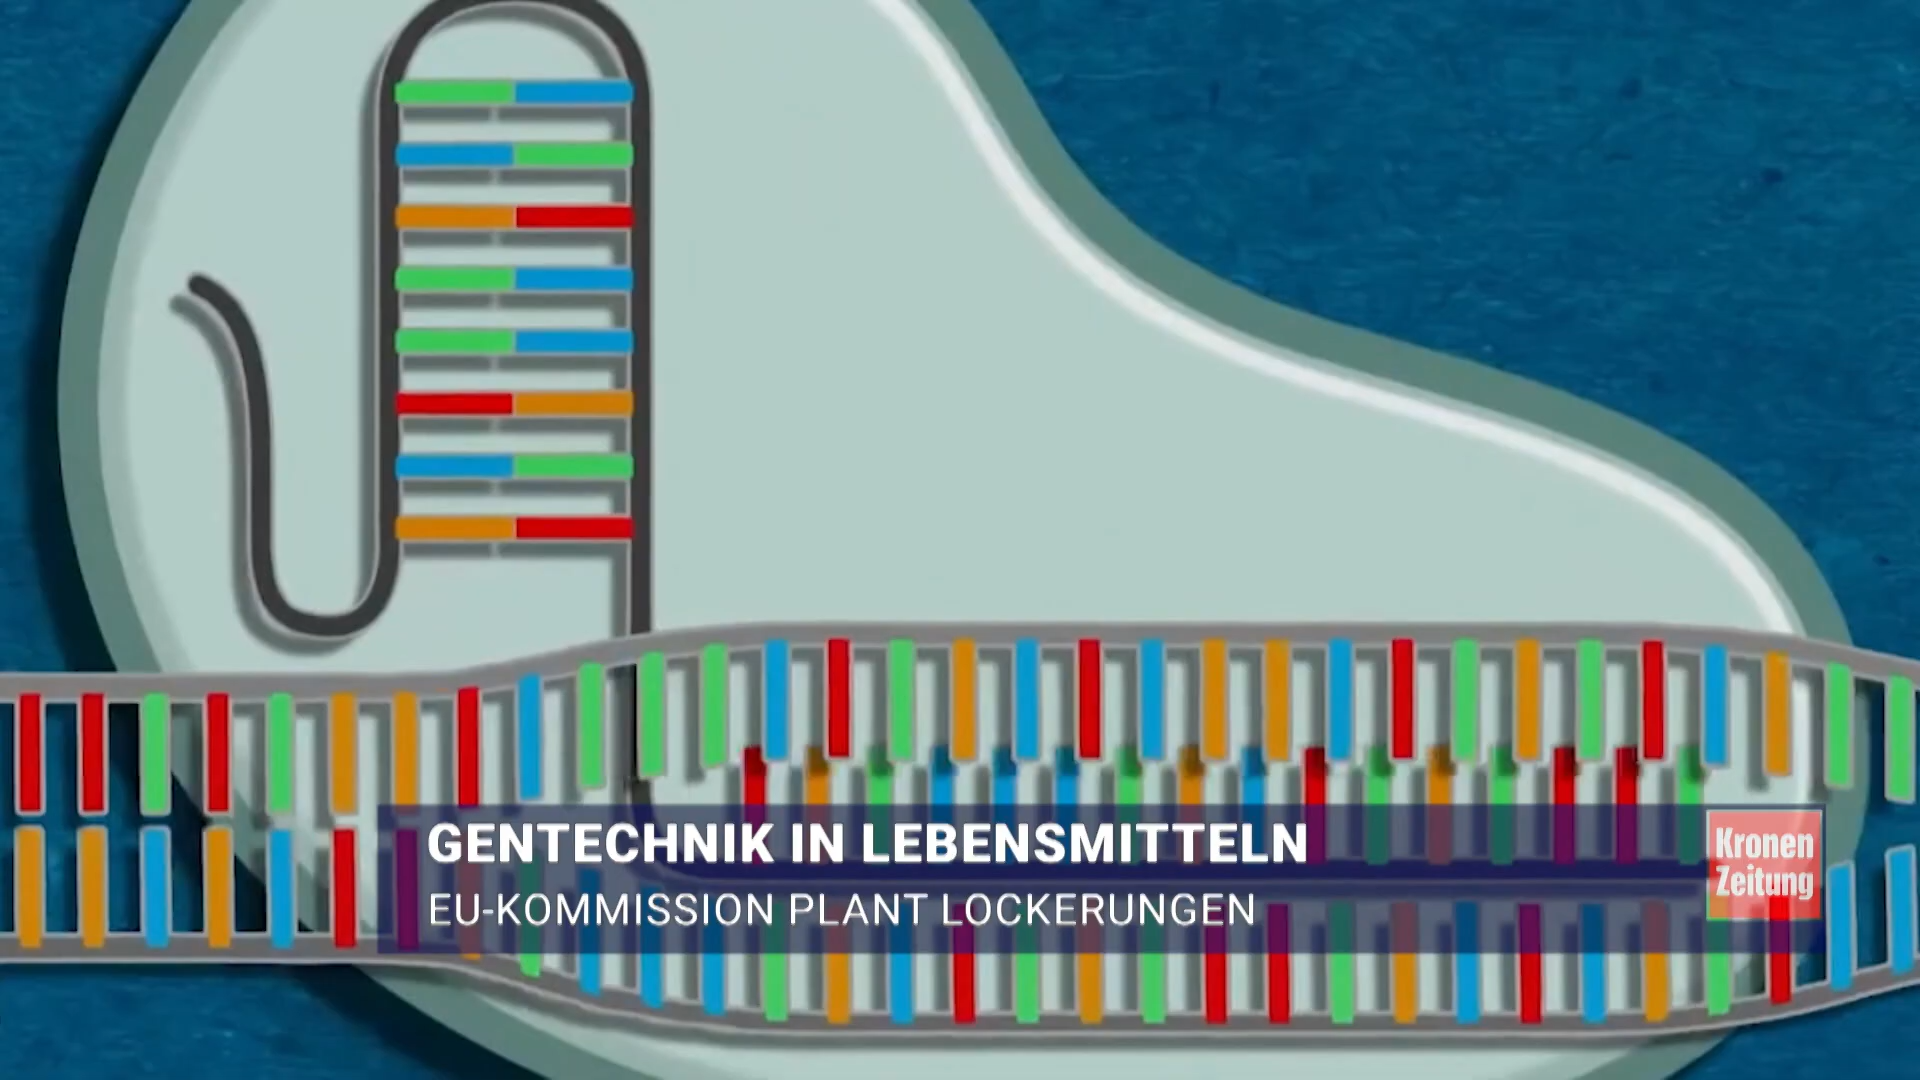 GENTECHNIK IN LEBENSMITTELN
EU-KOMMISSION PLANT LOCKERUNGEN
Kronen
Zeitung